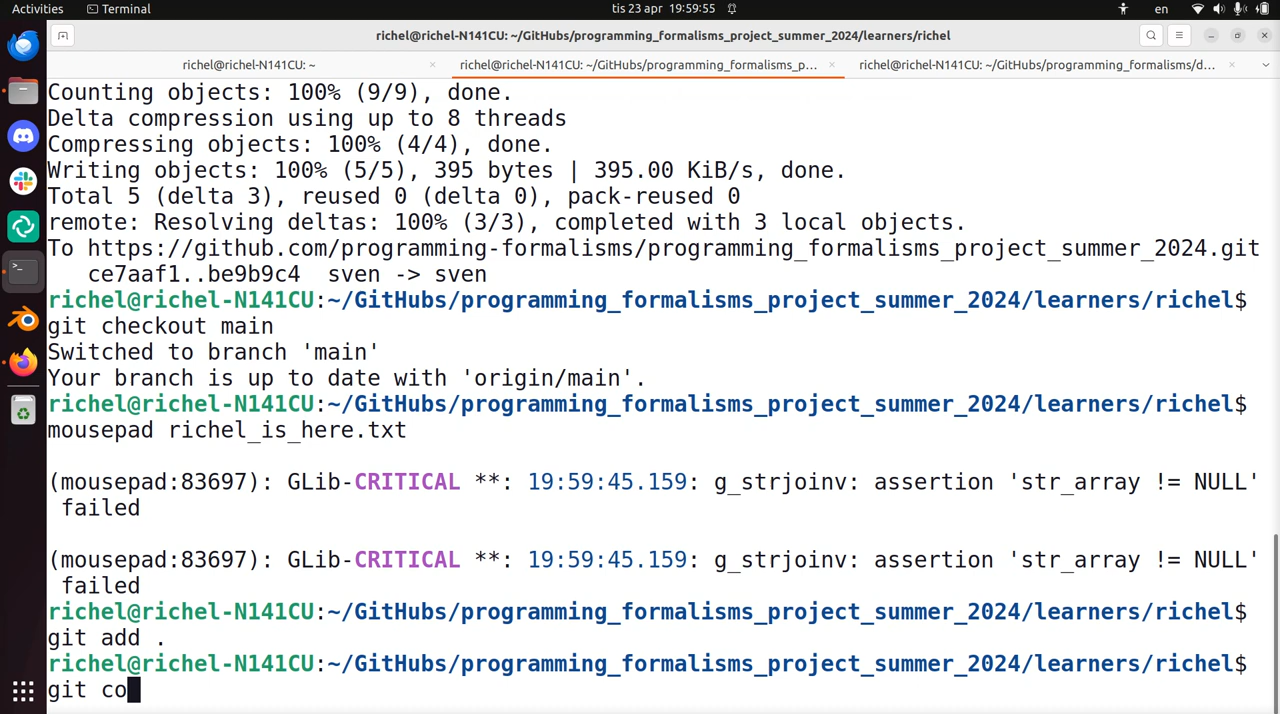 Activities
Terminal
tis 23 apr 19:59:55
en
richel@richel-N141CU: ~/GitHubs/programming_formalisms_project_summer_2024/learners/richel
richel@richel-N141CU: ~
richel@richel-N141CU: ~/GitHubs/programming_formalisms_p...
richel@richel-N141CU: ~/GitHubs/programming_formalisms/d...
Counting objects: 100% (9/9), done.
Delta compression using up to 8 threads
Compressing objects: 100% (4/4), done.
Writing objects: 100% (5/5), 395 bytes | 395.00 KiB/s, done.
Total 5 (delta 3), reused 0 (delta 0), pack-reused 0
remote: Resolving deltas: 100% (3/3), completed with 3 local objects.
To https://github.com/programming-formalisms/programming_formalisms_project_summer_2024.git
ce7aaf1..be9b9c4  sven -> sven
richel@richel-N141CU:~/GitHubs/programming_formalisms_project_summer_2024/learners/richel$
git checkout main
Switched to branch 'main'
Your branch is up to date with 'origin/main'.
richel@richel-N141CU:~/GitHubs/programming_formalisms_project_summer_2024/learners/richel$
mousepad richel_is_here.txt
(mousepad:83697): GLib-CRITICAL **: 19:59:45.159: g_strjoinv: assertion 'str_array != NULL'
failed
(mousepad:83697): GLib-CRITICAL **: 19:59:45.159: g_strjoinv: assertion 'str_array != NULL'
failed
richel@richel-N141CU:~/GitHubs/programming_formalisms_project_summer_2024/learners/richel$
git add .
richel@richel-N141CU:~/GitHubs/programming_formalisms_project_summer_2024/learners/richel$
git co